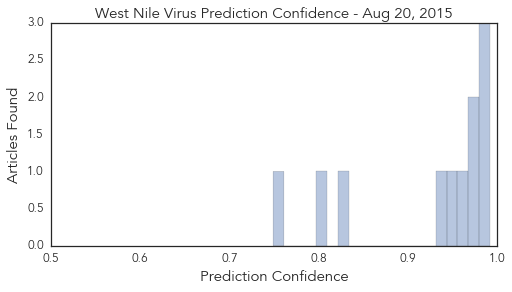 West Nile Virus Prediction Confidence - Aug 20, 2015
3.0
2.5
2.0
1.5
1.0
0.5
0.0
Articles Found
0.5 0.6 0.7 0.8 0.9 1.0
Prediction Confidence